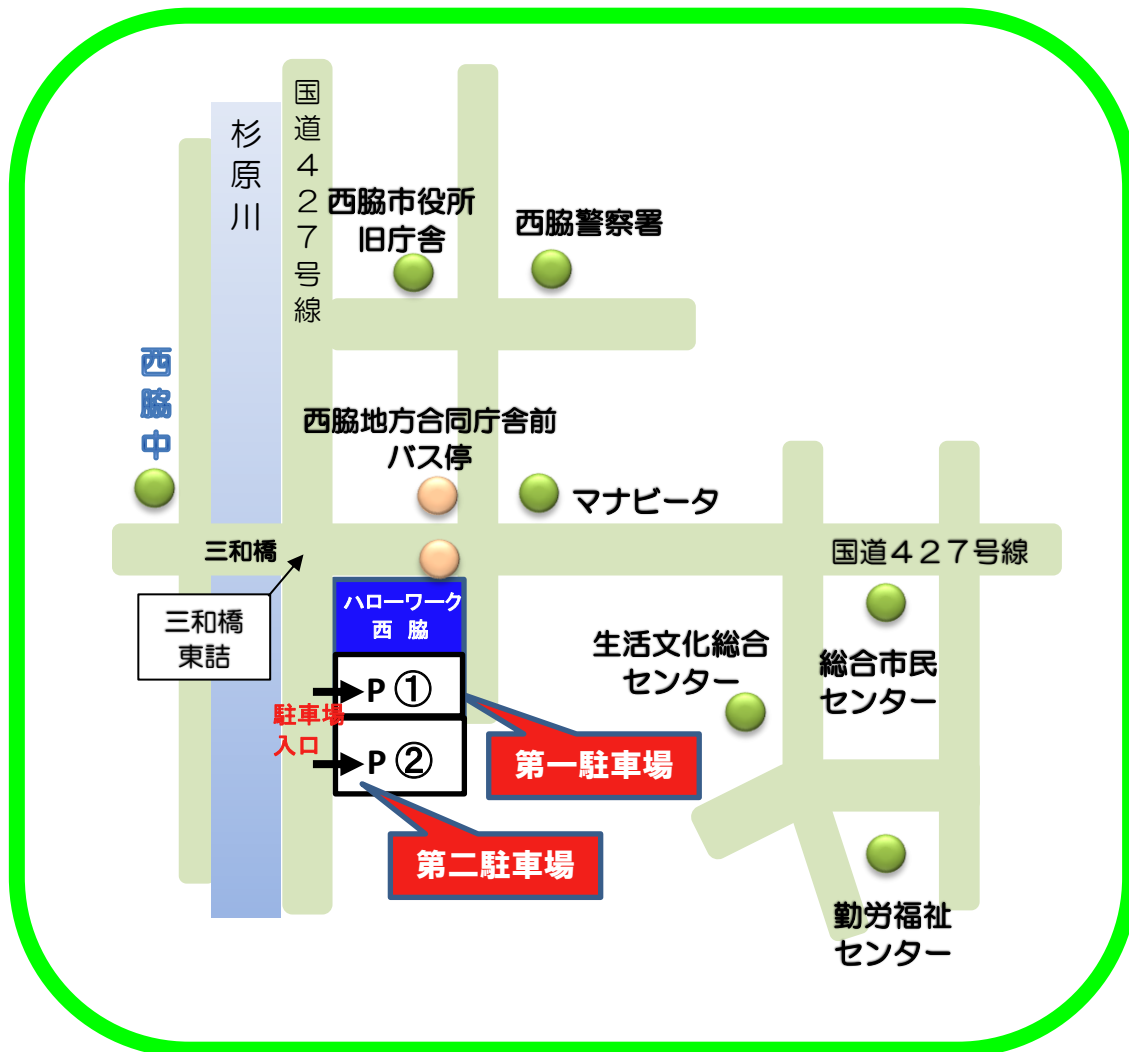 杉原川
国道427号線
西脇市役所
旧庁舎
西脇警察署
西脇中
西脇地方合同庁舎前
バス停
マナビータ
三和橋
国道427号線
三和橋
東詰
ハローワーク
西 脇
生活文化総合
センター
総合市民
センター
P ①
駐車場
入口
P ②
第一駐車場
第二駐車場
勤労福祉
センター